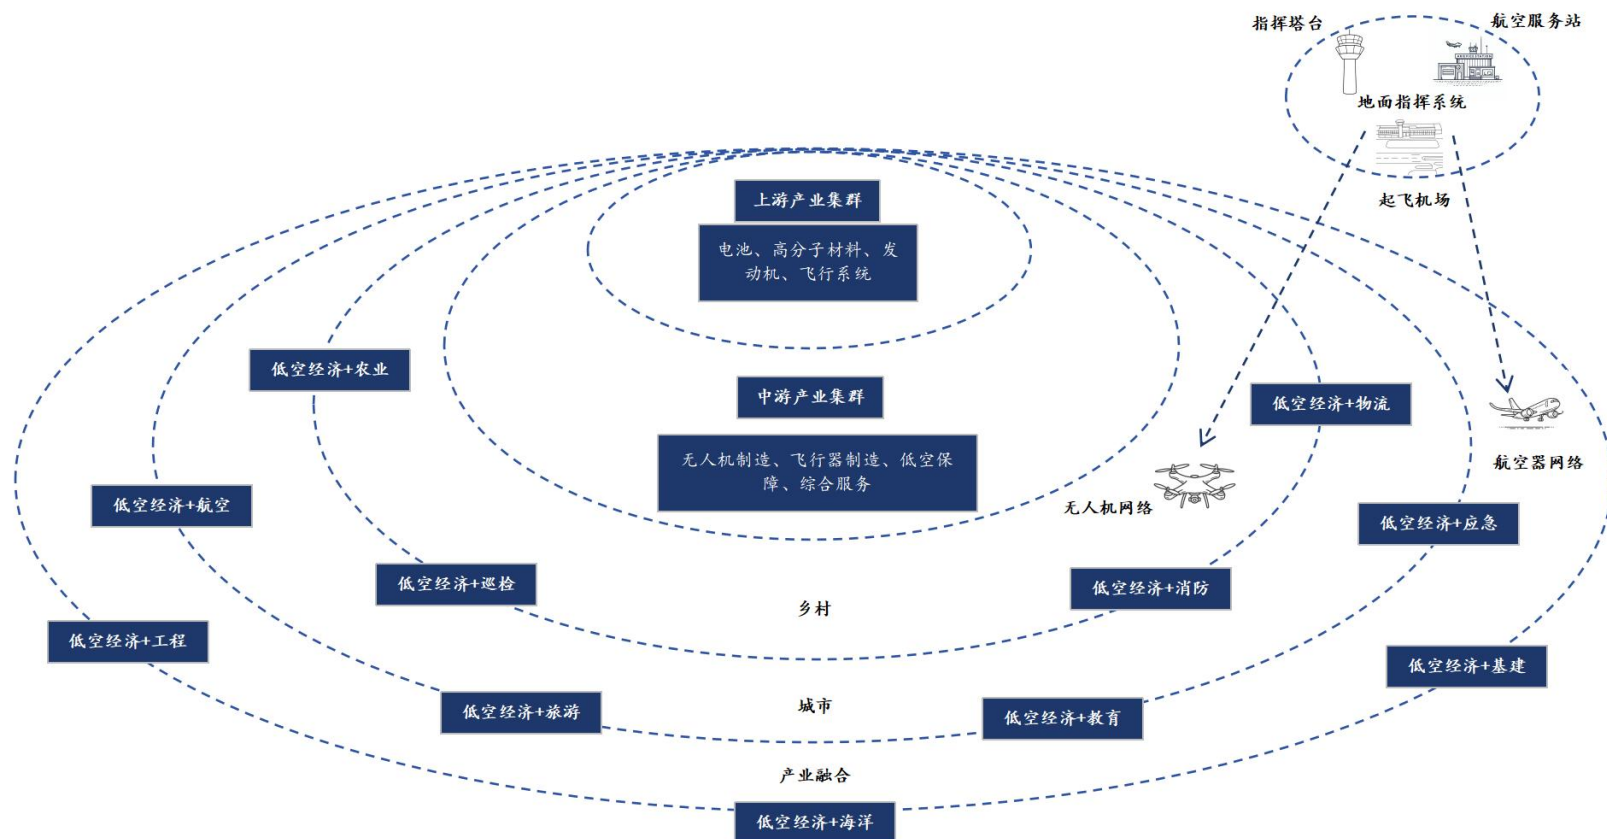 指挥塔台
航空服务站
地面指挥系统
起飞机场
上游产业集群
电池、高分子材料、发
动机、飞行系统
低空经济+农业
中游产业集群
低空经济+物流
无人机制造、飞行器制造、低空保
障、综合服务
航空器网络
低空经济+航空
无人机网络
低空经济+应急
低空经济+巡检
低空经济+消防
乡村
低空经济+工程
低空经济+基建
低空经济+旅游
城市
低空经济+教育
产业融合
低空经济+海洋